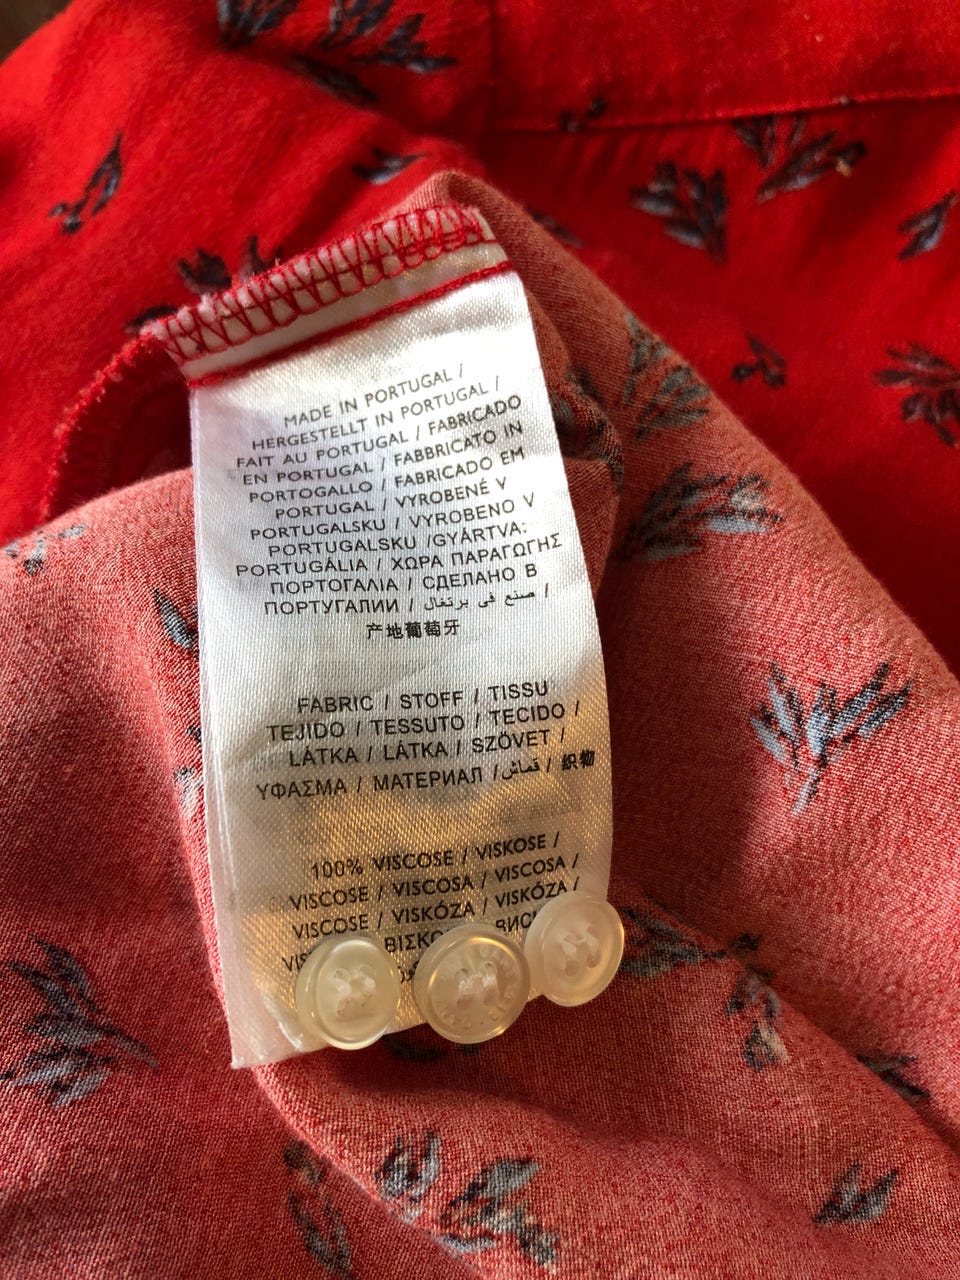 MADE IN PORTUGAL /
HERGESTELLT IN PORTUGAL /
FAIT AU PORTUGAL / FABRICADO
EN PORTUGAL / FABBRICATO IN
PORTOGALLO / FABRICADO EM
PORTUGAL / VYROBENÉ V
PORTUGALSKU / VYROBENO V
PORTUGALSKU /GYÁRTVA:
PORTUGÁLIA / ΧΩΡΑ ΠΑΡΑΓΩΓΗΣ
ΠΟΡΤΟΓΑΛΙΑ / СДЕЛАНО В
ПОРТУГАЛИИ / صنع في برتغال /
产地葡萄牙
FABRIC / STOFF / TISSU
TEJIDO / TESSUTO / TECIDO /
LÁTKA / LÁTKA / SZÖVET /
ΥΦΑΣΜΑ / МАТЕРИАЛ / قماش / 织物
100% VISCOSE / VISKOSE /
VISCOSE / VISCOSA / VISCOSA /
VISCOSE / VISKÓZA / VISKÓZA /